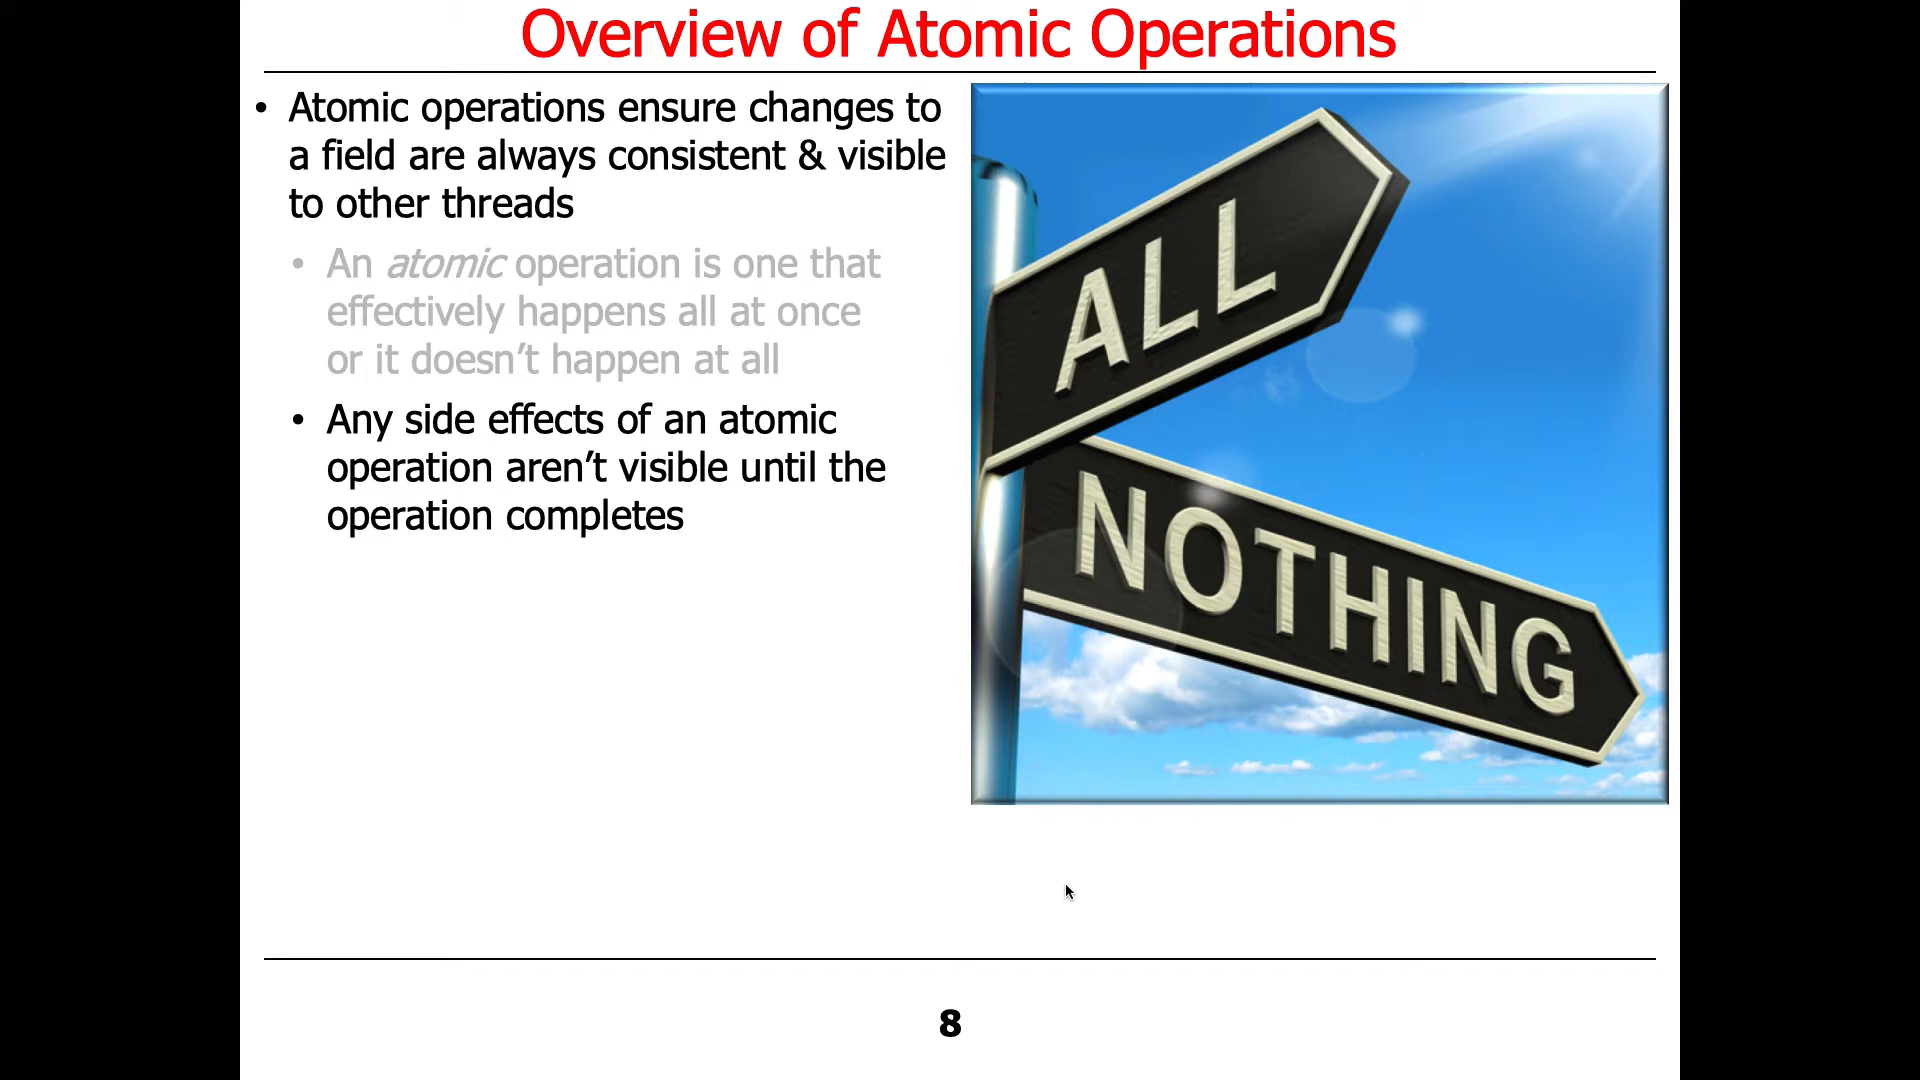 Overview of Atomic Operations
• Atomic operations ensure changes to
a field are always consistent & visible
to other threads
• An atomic operation is one that
effectively happens all at once
or it doesn’t happen at all
• Any side effects of an atomic
operation aren’t visible until the
operation completes
ALL
NOTHING
8